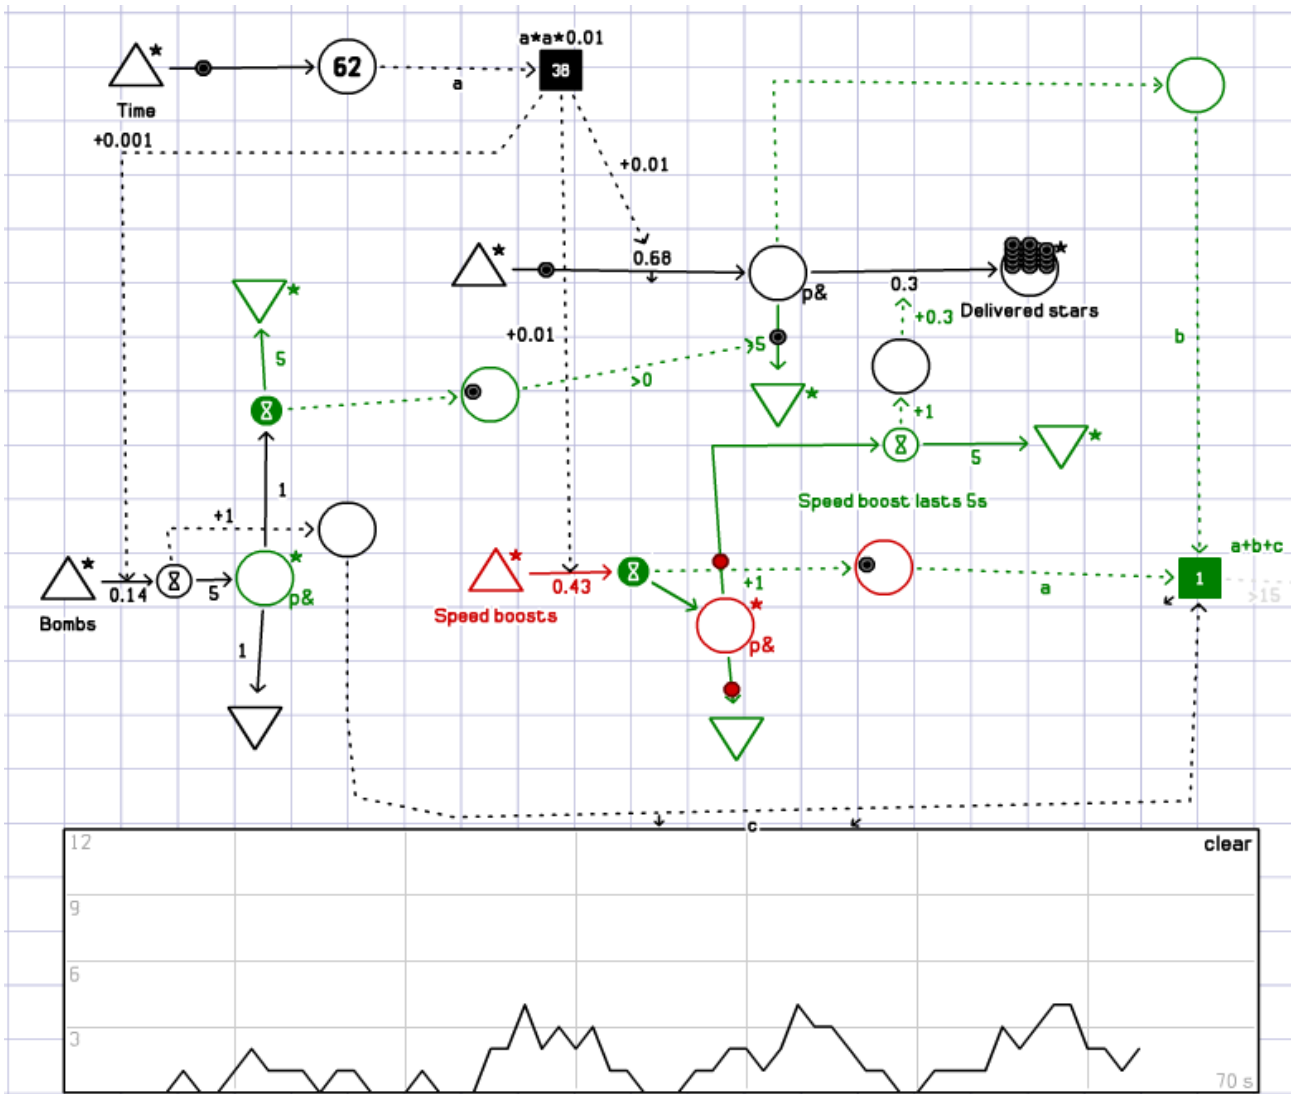 a*a*0.01
62
38
a
Time
+0.001
+0.01
0.68
p&
0.3
Delivered stars
+0.3
+0.01
b
5
5
>0
+1
5
1
Speed boost lasts 5s
+1
a+b+c
+1
a
1
>15
0.14
5
p&
0.43
Bombs
Speed boosts
p&
1
c
12
clear
9
6
3
70 s